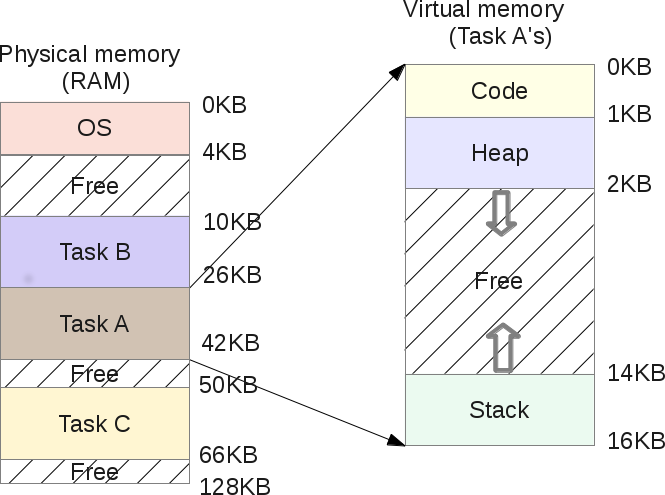 Physical memory
(RAM)
0KB
OS
4KB
Free
10KB
Task B
26KB
Task A
42KB
Free
50KB
Task C
66KB
Free
128KB
Virtual memory
(Task A's)
0KB
Code
1KB
Heap
2KB
Free
14KB
Stack
16KB